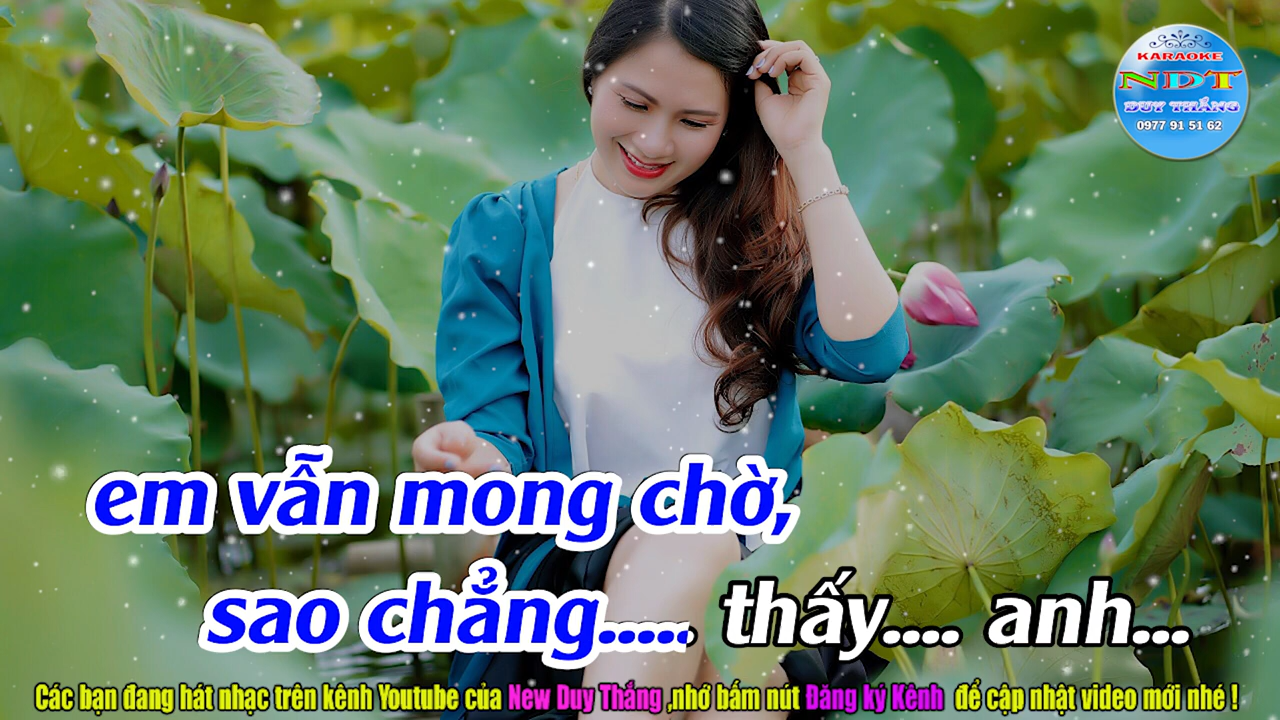 KARAOKE
NDT
DUY THẮNG
0977 91 51 62
em vẫn mong chờ,
sao chẳng..... thấy.... anh...
Các bạn đang hát nhạc trên kênh Youtube của New Duy Thắng ,nhớ bấm nút Đăng ký Kênh để cập nhật video mới nhé !